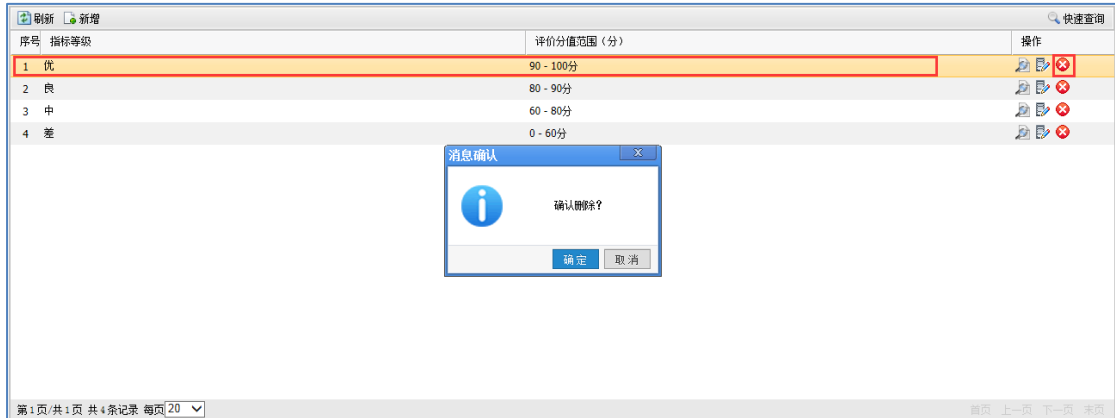 刷新 新增 快速查询
序号 指标等级 评价分值范围（分） 操作
1 优 90 - 100分
2 良 80 - 90分
3 中 60 - 80分
4 差 0 - 60分
消息确认 X
确认删除?
确定 取消
第1页/共1页 共4条记录 每页 20 首页 上一页 下一页 末页